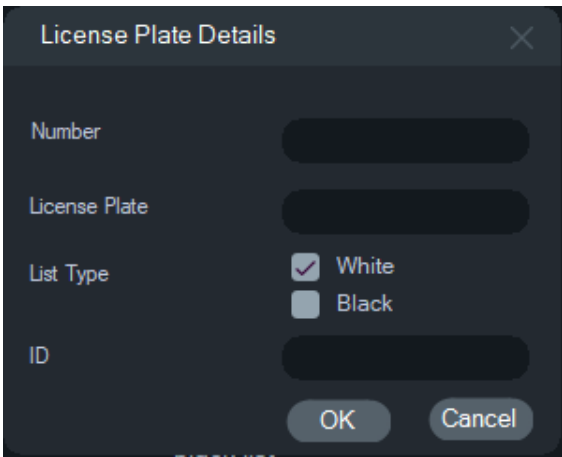 License Plate Details
Number
License Plate
List Type
White
Black
ID
OK
Cancel